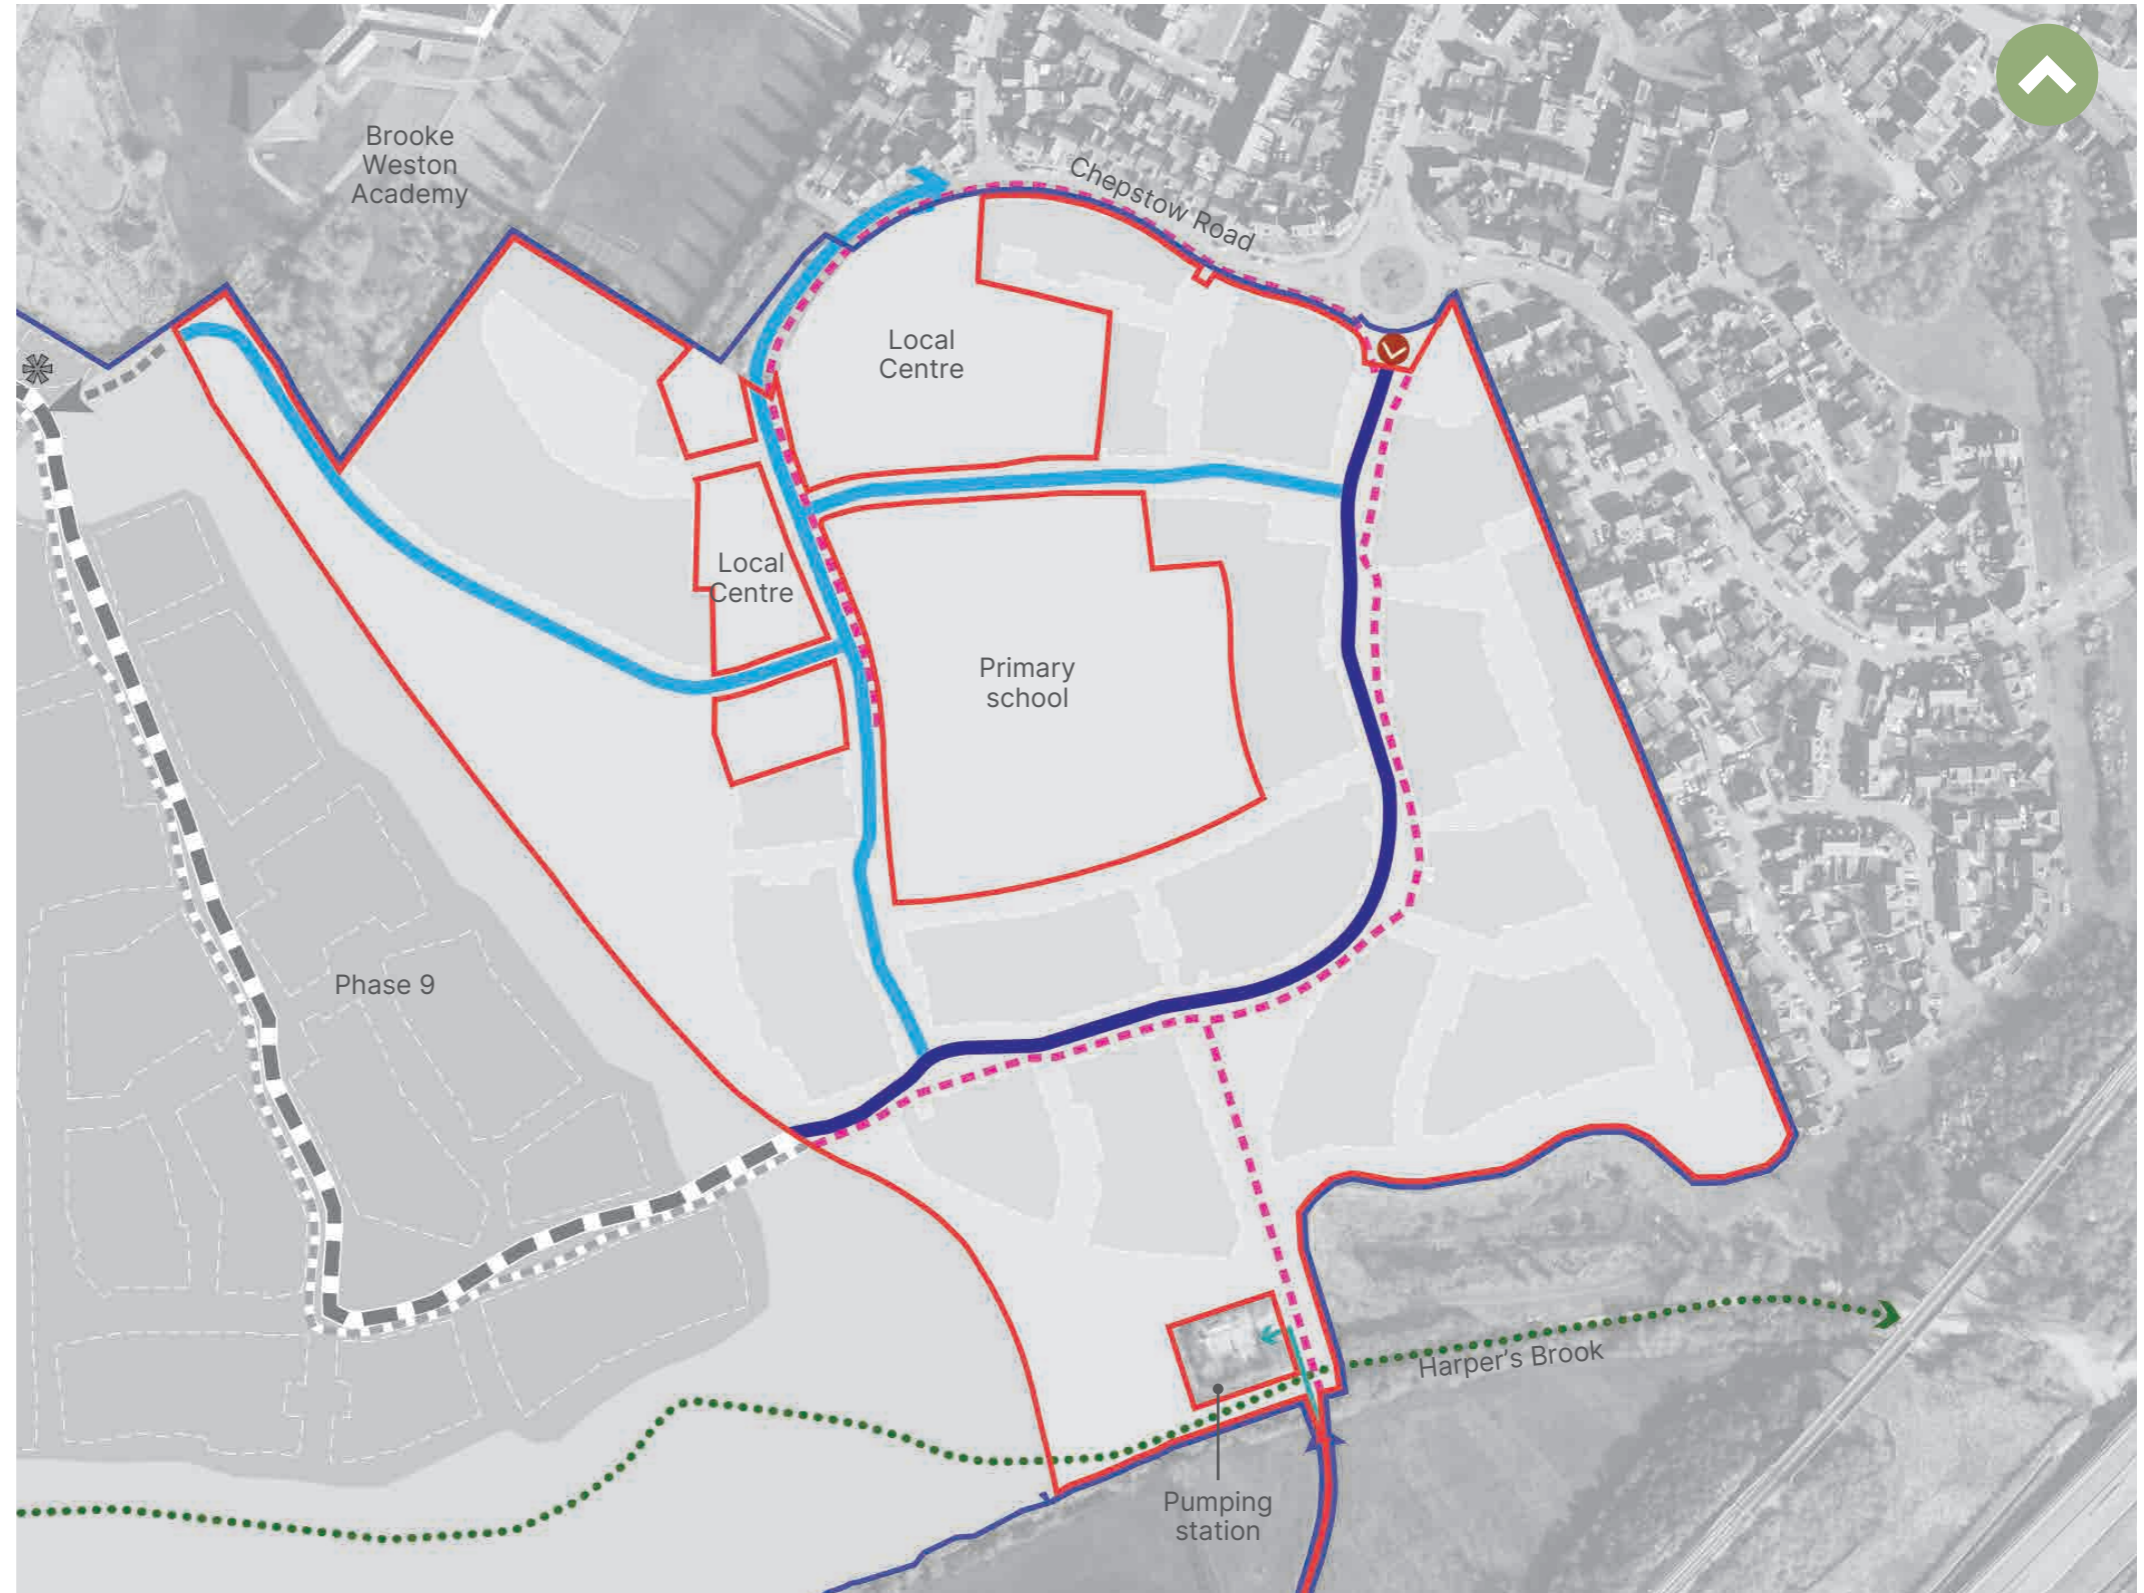 Brooke
Weston
Academy
Chepstow Road
Local
Centre
Local
Centre
Primary
school
Phase 9
Harper's Brook
Pumping
station